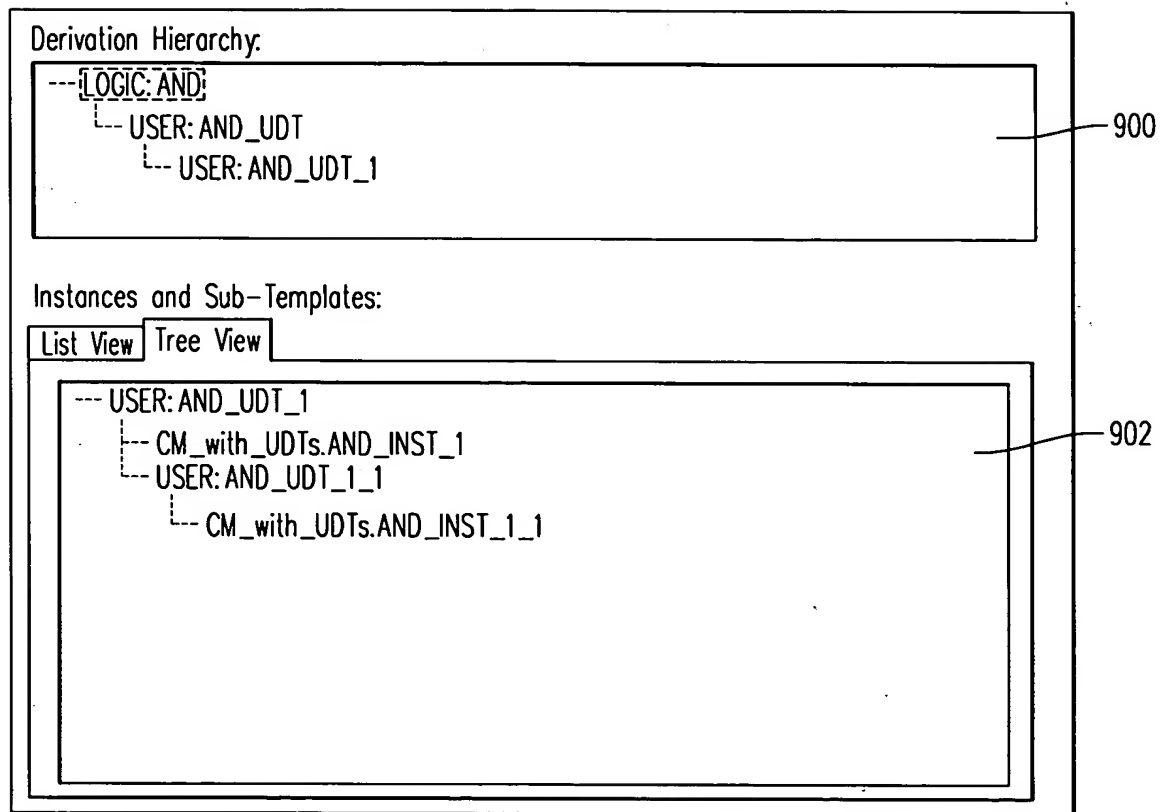 Derivation Hierarchy:
LOGIC: AND
USER: AND_UDT
USER: AND_UDT_1
900
Instances and Sub-Templates:
List View Tree View
USER: AND_UDT_1
CM_with_UDTs.AND_INST_1
USER: AND_UDT_1_1
CM_with_UDTs.AND_INST_1_1
902